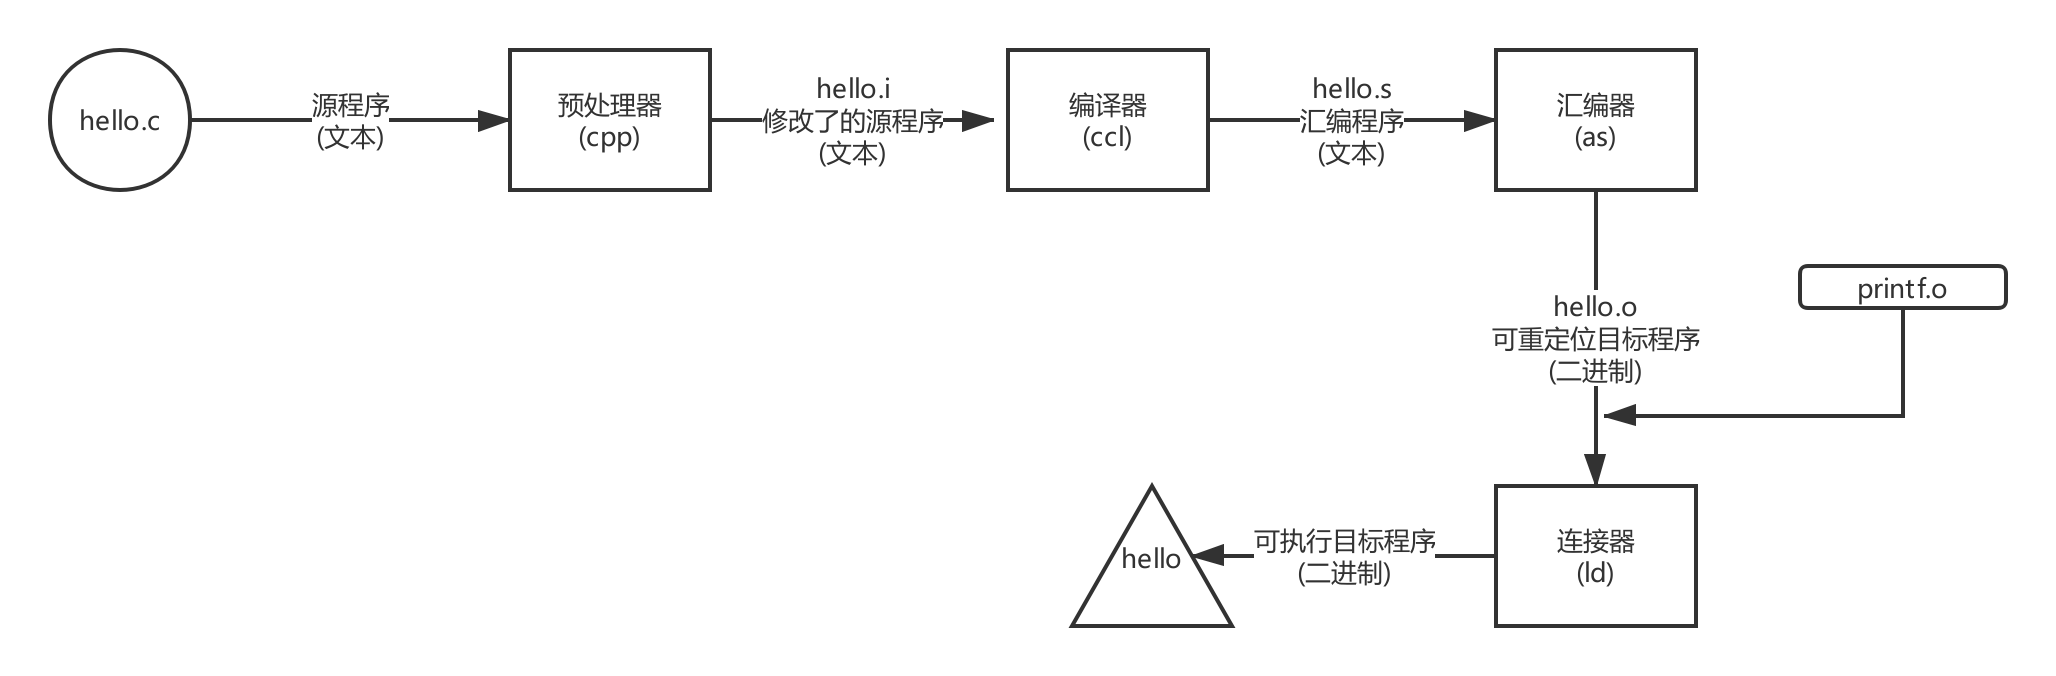 hello.c
源程序
(文本)
预处理器
(cpp)
hello.i
修改了的源程序
(文本)
编译器
(ccl)
hello.s
汇编程序
(文本)
汇编器
(as)
hello.o
可重定位目标程序
(二进制)
printf.o
连接器
(ld)
可执行目标程序
(二进制)
hello